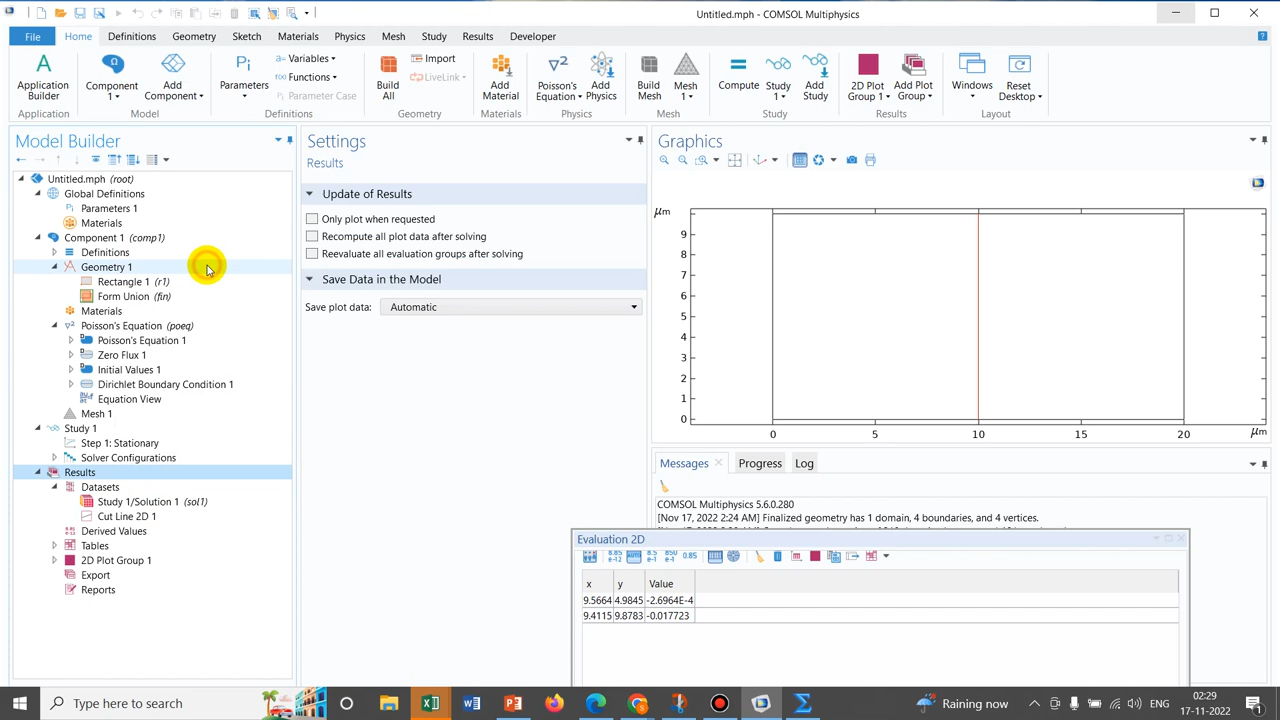 Untitled.mph - COMSOL Multiphysics
File Home Definitions Geometry Sketch Materials Physics Mesh Study Results Developer
Application Builder
Component 1
Add Component
Parameters
Variables
Functions
Parameter Case
Build All
Import
LiveLink
Add Material
Poisson's Equation
Add Physics
Build Mesh
Mesh 1
Compute
Study 1
Add Study
2D Plot Group 1
Add Plot Group
Windows
Reset Desktop
Application Model Definitions Geometry Materials Physics Mesh Study Results Layout
Model Builder
Untitled.mph (root)
Global Definitions
Parameters 1
Materials
Component 1 (comp1)
Definitions
Geometry 1
Rectangle 1 (r1)
Form Union (fin)
Materials
Poisson's Equation (poeq)
Poisson's Equation 1
Zero Flux 1
Initial Values 1
Dirichlet Boundary Condition 1
Equation View
Mesh 1
Study 1
Step 1: Stationary
Solver Configurations
Results
Datasets
Study 1/Solution 1 (sol1)
Cut Line 2D 1
Derived Values
Tables
2D Plot Group 1
Export
Reports
Settings
Results
Update of Results
Only plot when requested
Recompute all plot data after solving
Reevaluate all evaluation groups after solving
Save Data in the Model
Save plot data: Automatic
Graphics
μm
9
8
7
6
5
4
3
2
1
0
0 5 10 15 20 μm
Messages Progress Log
COMSOL Multiphysics 5.6.0.280
[Nov 17, 2022 2:24 AM] Finalized geometry has 1 domain, 4 boundaries, and 4 vertices.
Evaluation 2D
8.85 e-12 AUTO 8.5 e-1 850 e-1 0.85
x y Value
9.5664 4.9845 -2.6964E-4
9.4115 9.8783 -0.017723
Type here to search
Raining now
ENG
02:29
17-11-2022